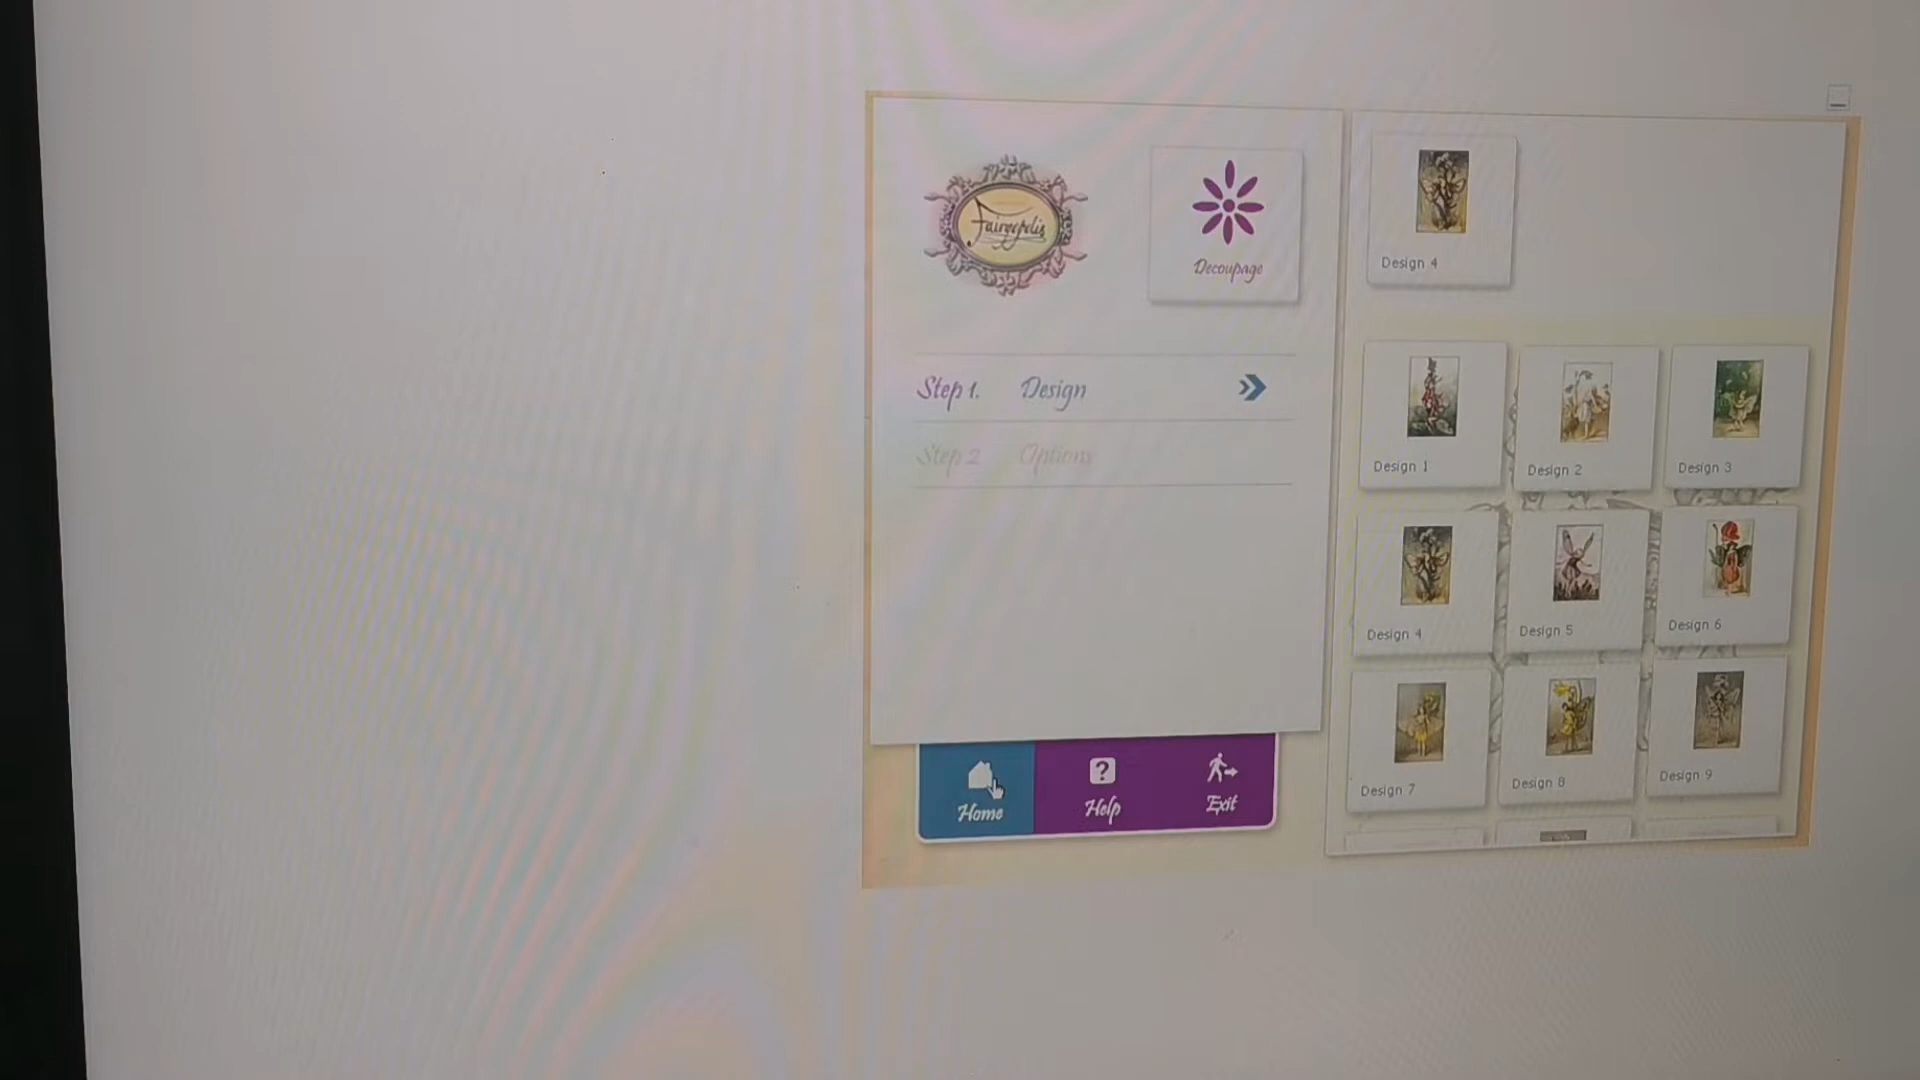 Fairyopolis
Decoupage
Step 1. Design
Step 2 Options
Home
Help
Exit
Design 4
Design 1
Design 2
Design 3
Design 4
Design 5
Design 6
Design 7
Design 8
Design 9